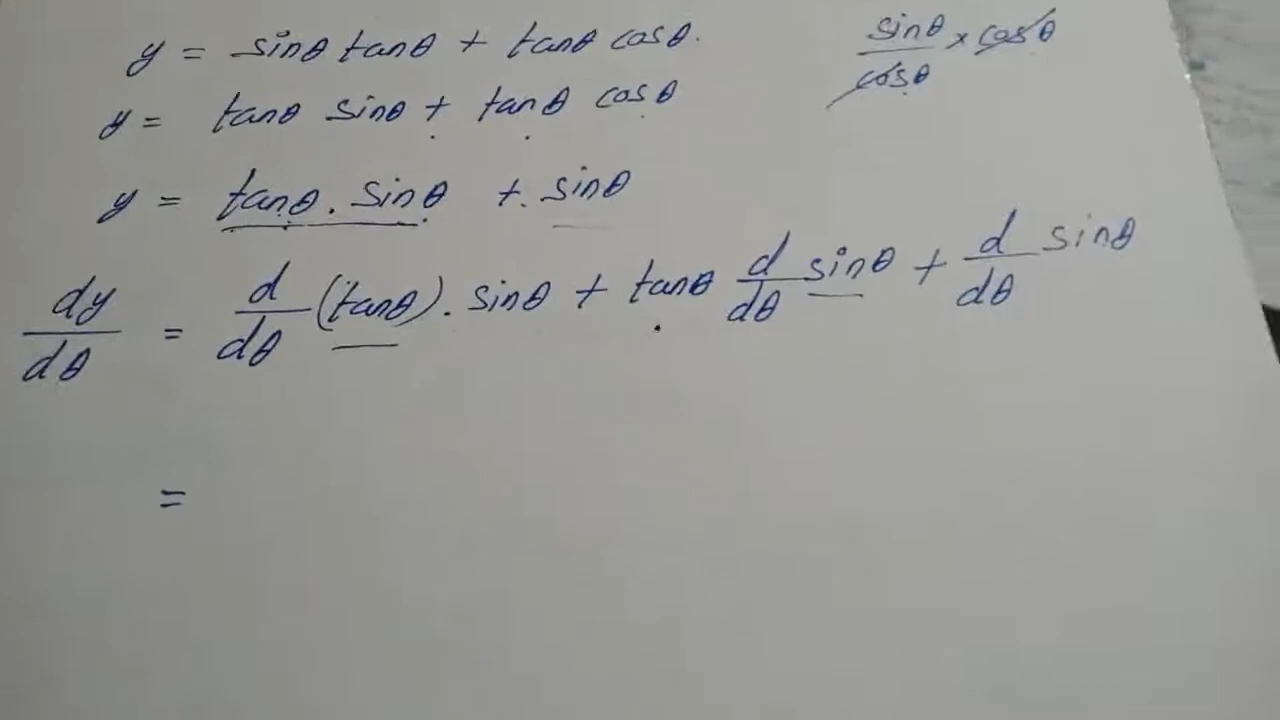 y = sinθ tanθ + tanθ cosθ.
sinθ/cosθ × cosθ
y = tanθ sinθ + tanθ cosθ
y = tanθ . sinθ + sinθ
dy/dθ = d/dθ (tanθ) . sinθ + tanθ d/dθ sinθ + d/dθ sinθ
=